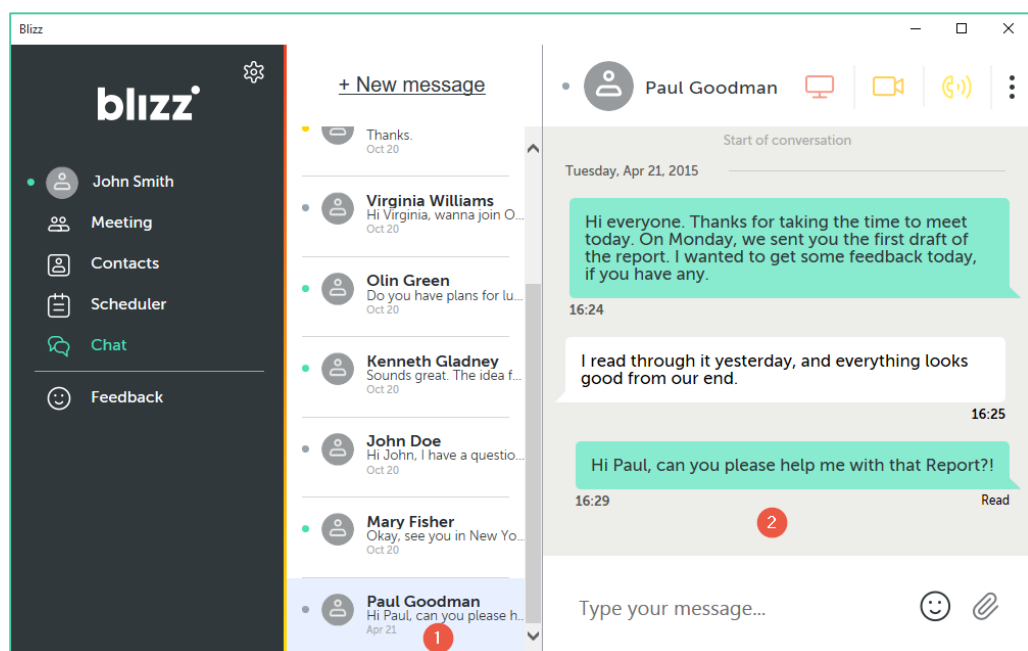 Blizz
blizz
John Smith
Meeting
Contacts
Scheduler
Chat
Feedback
+ New message
Thanks.
Oct 20
Virginia Williams
Hi Virginia, wanna join O...
Oct 20
Olin Green
Do you have plans for lu...
Oct 20
Kenneth Gladney
Sounds great. The idea f...
Oct 20
John Doe
Hi John, I have a questio...
Oct 20
Mary Fisher
Okay, see you in New Yo...
Oct 20
Paul Goodman
Hi Paul, can you please h...
Apr 21
1
Paul Goodman
Start of conversation
Tuesday, Apr 21, 2015
Hi everyone. Thanks for taking the time to meet
today. On Monday, we sent you the first draft of
the report. I wanted to get some feedback today,
if you have any.
16:24
I read through it yesterday, and everything looks
good from our end.
16:25
Hi Paul, can you please help me with that Report?!
16:29 Read
2
Type your message...